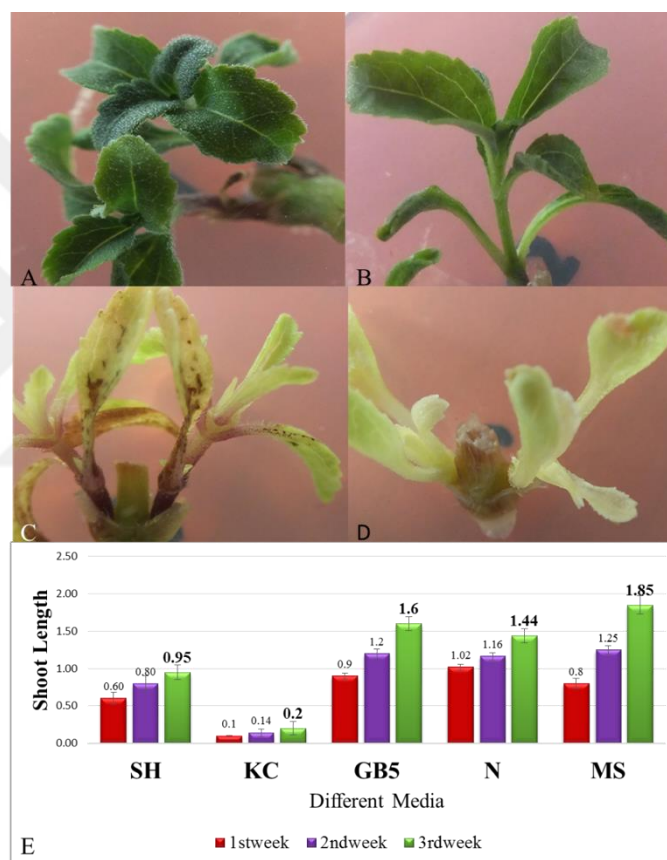 A
B
C
D
2.50
2.00
1.50
1.00
0.50
0.00
Shoot Length
0.60 0.80 0.95
0.1 0.14 0.2
0.9 1.2 1.6
1.02 1.16 1.44
0.8 1.25 1.85
SH KC GB5 N MS
Different Media
E
1stweek 2ndweek 3rdweek